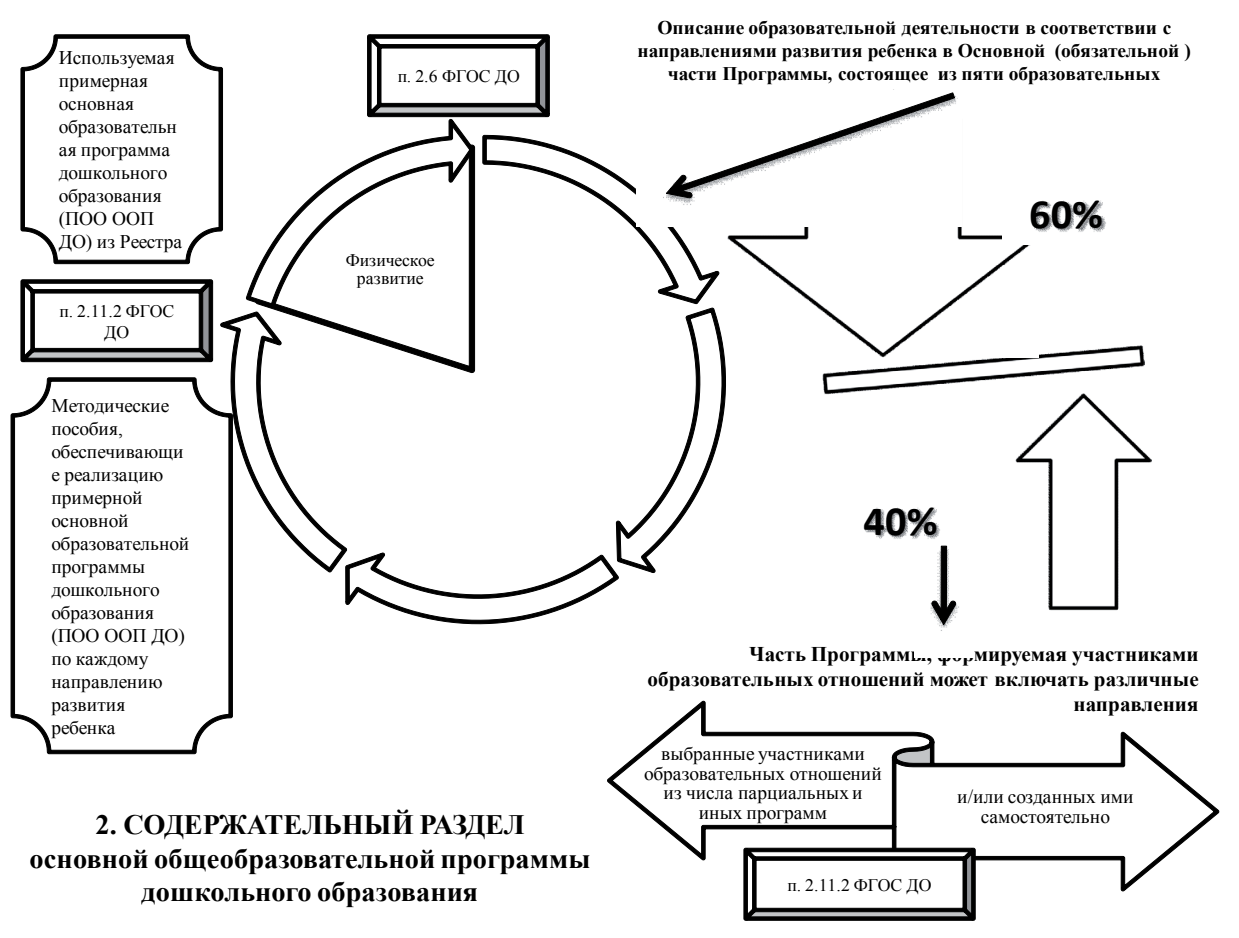 Описание образовательной деятельности в соответствии с
направлениями развития ребенка в Основной (обязательной )
части Программы, состоящее из пяти образовательных
Используемая
примерная
основная
образовательн
ая программа
дошкольного
образования
(ПОО ООП
ДО) из Реестра
п. 2.6 ФГОС ДО
60%
Физическое
развитие
п. 2.11.2 ФГОС
ДО
Методические
пособия,
обеспечивающи
е реализацию
примерной
основной
образовательной
программы
дошкольного
образования
(ПОО ООП ДО)
по каждому
направлению
развития
ребенка
40%
Часть Программы, формируемая участниками
образовательных отношений может включать различные
направления
выбранные участниками
образовательных отношений
из числа парциальных и
иных программ
и/или созданных ими
самостоятельно
п. 2.11.2 ФГОС ДО
2. СОДЕРЖАТЕЛЬНЫЙ РАЗДЕЛ
основной общеобразовательной программы
дошкольного образования